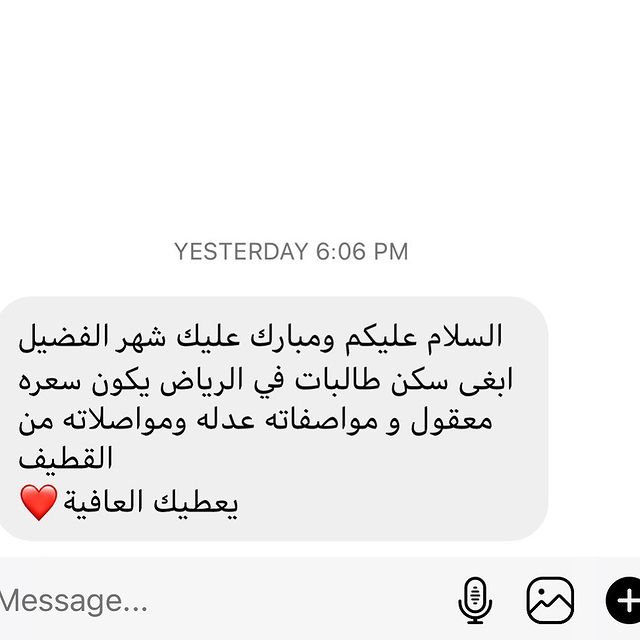 YESTERDAY 6:06 PM
السلام عليكم ومبارك عليك شهر الفضيل
ابغى سكن طالبات في الرياض يكون سعره
معقول و مواصفاته عدله ومواصلاته من
القطيف
يعطيك العافية❤️
Message...